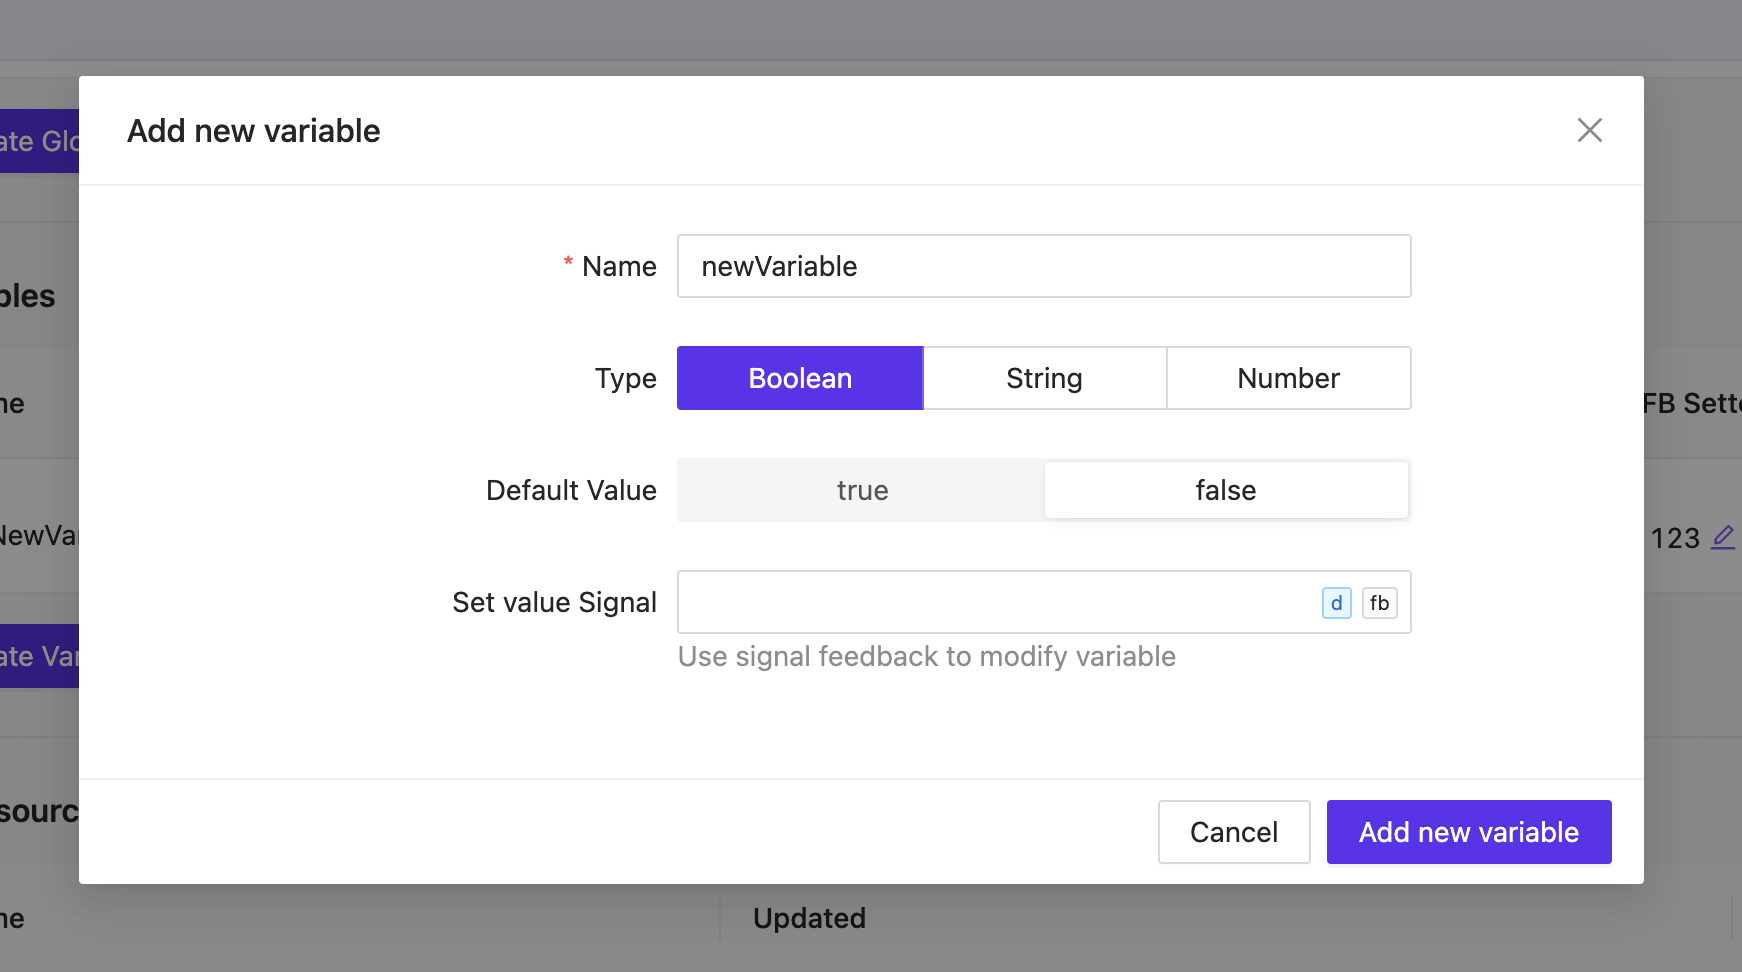 Add new variable
ate Glo
* Name
newVariable
bles
Type
Boolean
String
Number
ne
FB Sett
Default Value
true
false
NewVa
123
Set value Signal
d
fb
Use signal feedback to modify variable
ate Var
sourc
Cancel
Add new variable
ne
Updated